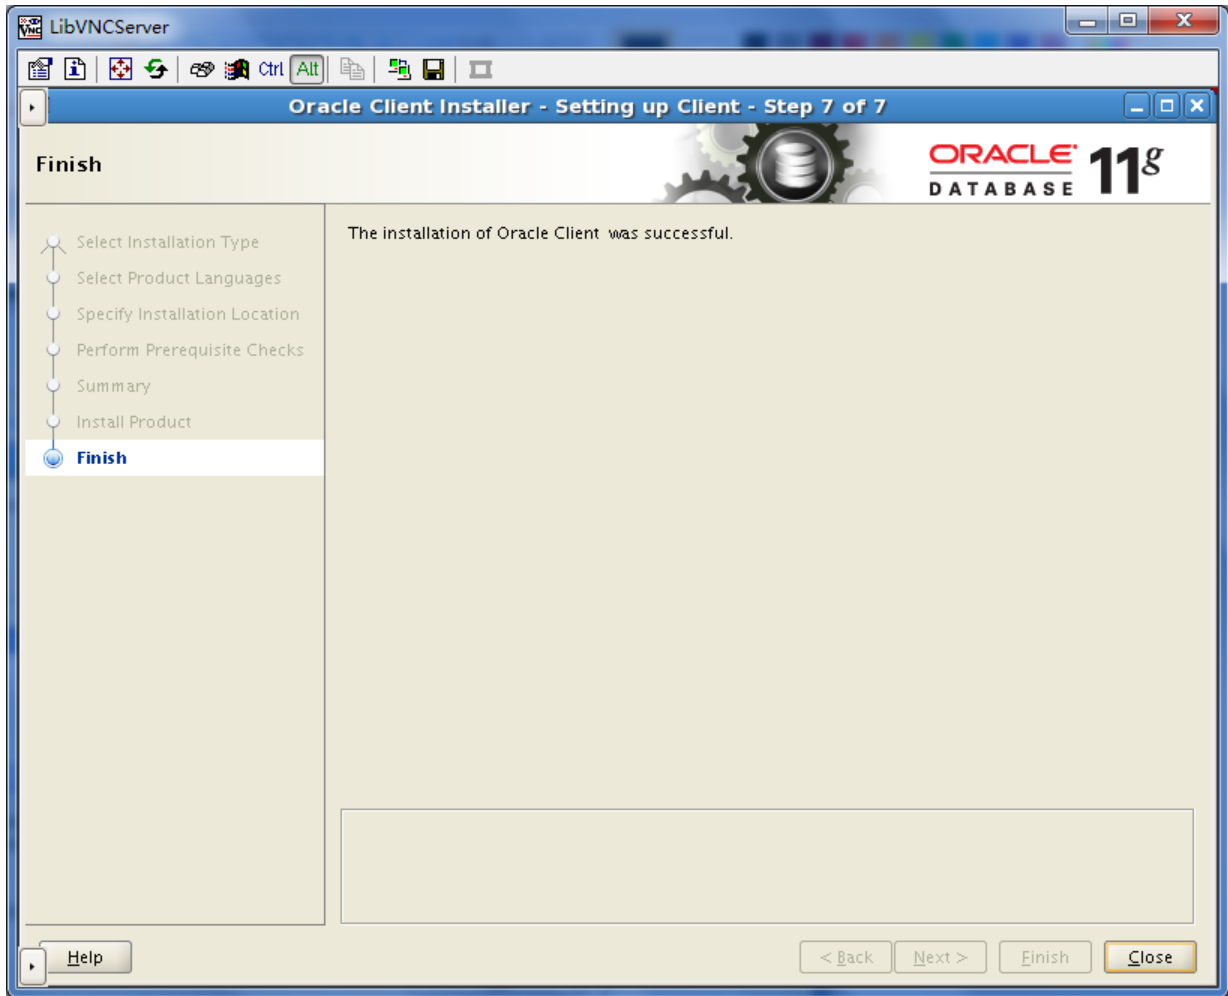 LibVNCServer
Ctrl Alt
Oracle Client Installer - Setting up Client - Step 7 of 7
Finish
ORACLE 11g
DATABASE
Select Installation Type
Select Product Languages
Specify Installation Location
Perform Prerequisite Checks
Summary
Install Product
Finish
The installation of Oracle Client was successful.
Help
< Back
Next >
Finish
Close